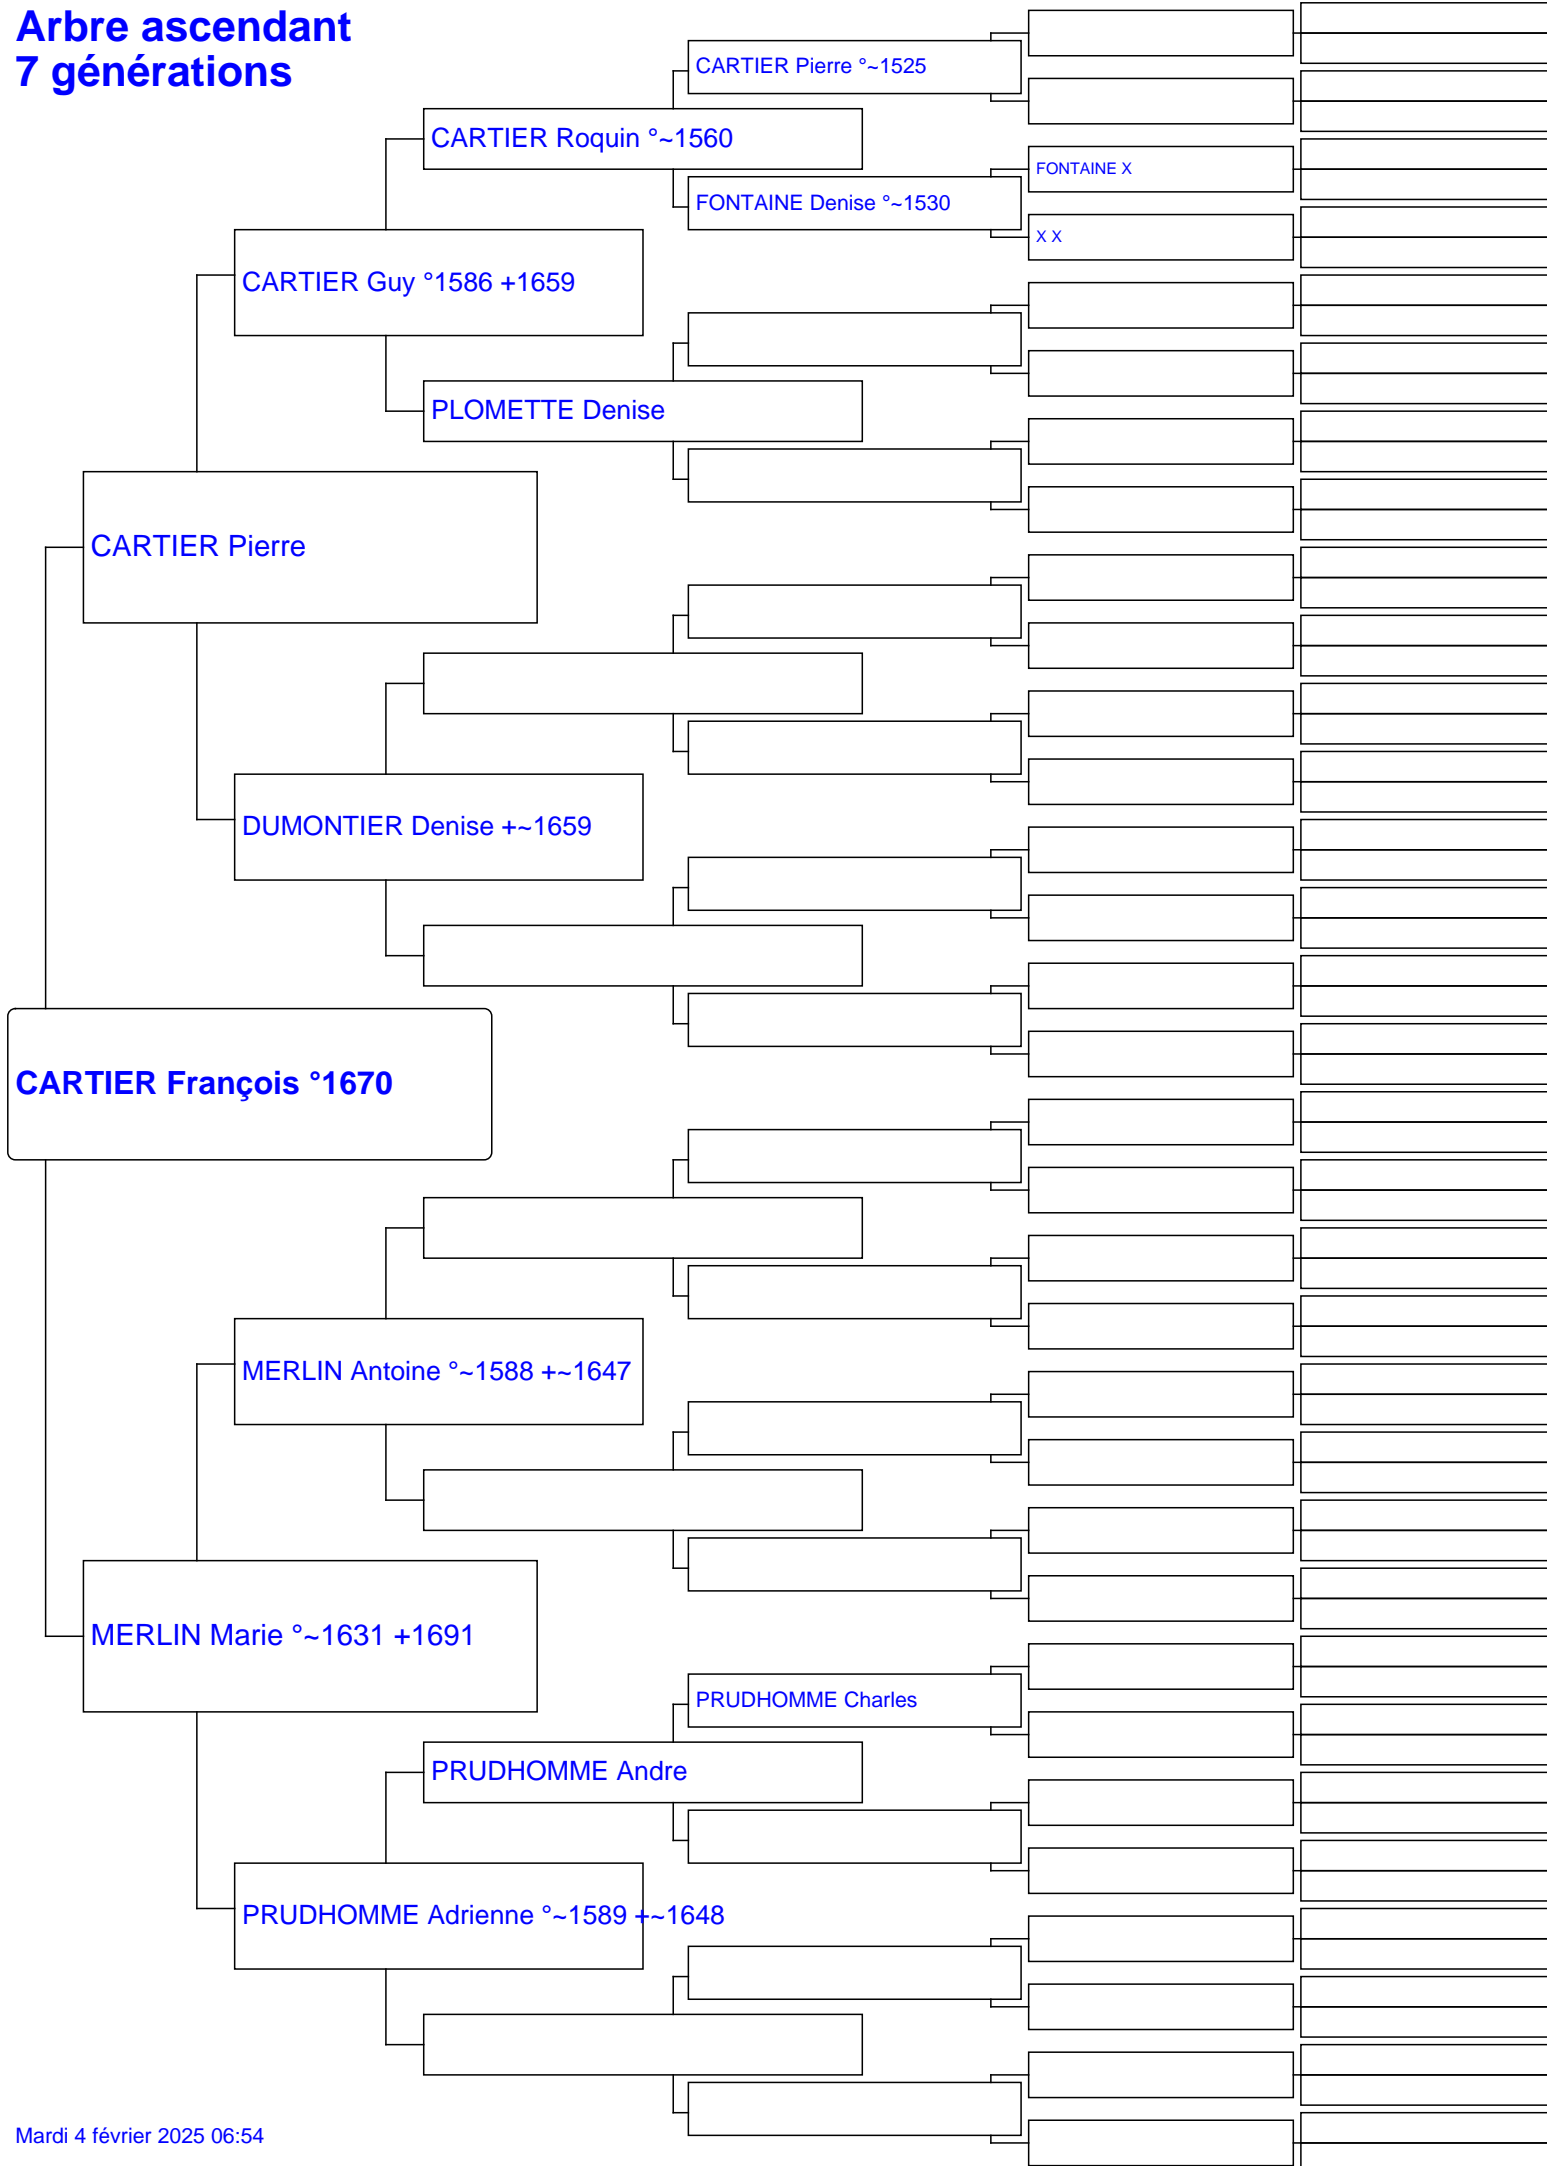 Arbre ascendant
7 générations
CARTIER Pierre °~1525
CARTIER Roquin °~1560
FONTAINE X
FONTAINE Denise °~1530
X X
CARTIER Guy °1586 +1659
PLOMETTE Denise
CARTIER Pierre
DUMONTIER Denise +~1659
CARTIER François °1670
MERLIN Antoine °~1588 +~1647
MERLIN Marie °~1631 +1691
PRUDHOMME Charles
PRUDHOMME Andre
PRUDHOMME Adrienne °~1589 +~1648
Mardi 4 février 2025 06:54